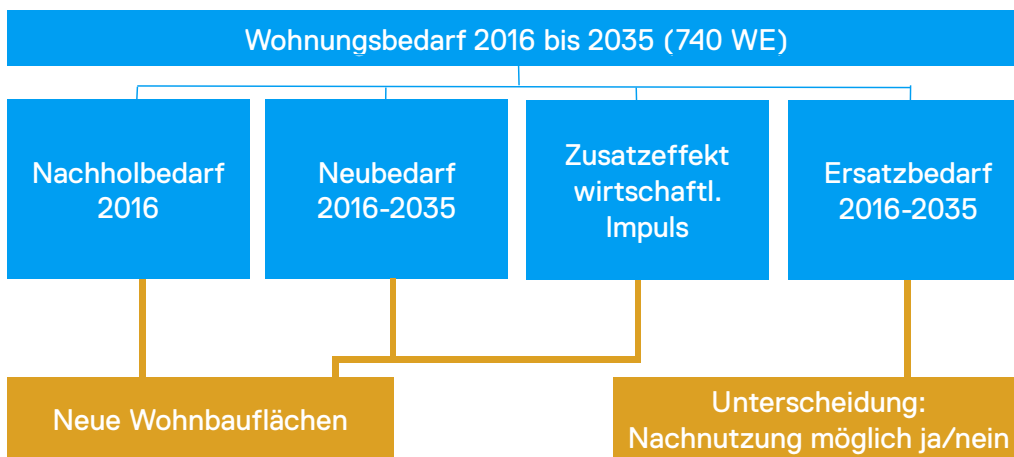 Wohnungsbedarf 2016 bis 2035 (740 WE)
Nachholbedarf
2016
Neubedarf
2016-2035
Zusatzeffekt
wirtschaftl.
Impuls
Ersatzbedarf
2016-2035
Neue Wohnbauflächen
Unterscheidung:
Nachnutzung möglich ja/nein